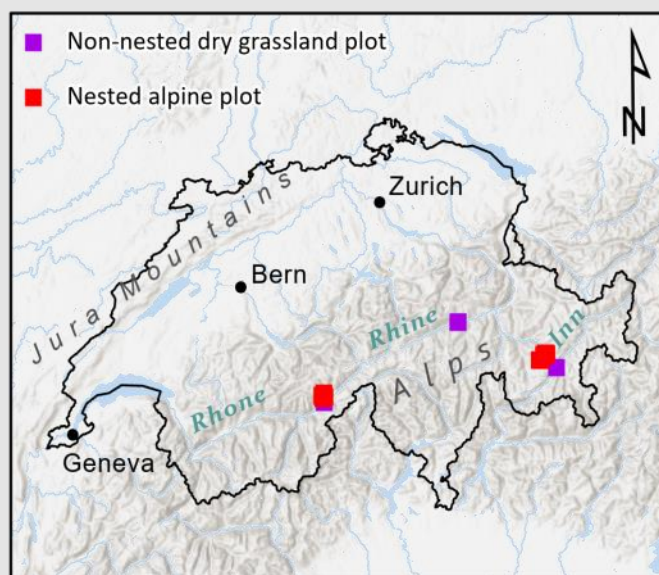 Non-nested dry grassland plot
Nested alpine plot
N
Zurich
Jura Mountains
Bern
Rhine
Inn
Alps
Rhone
Geneva